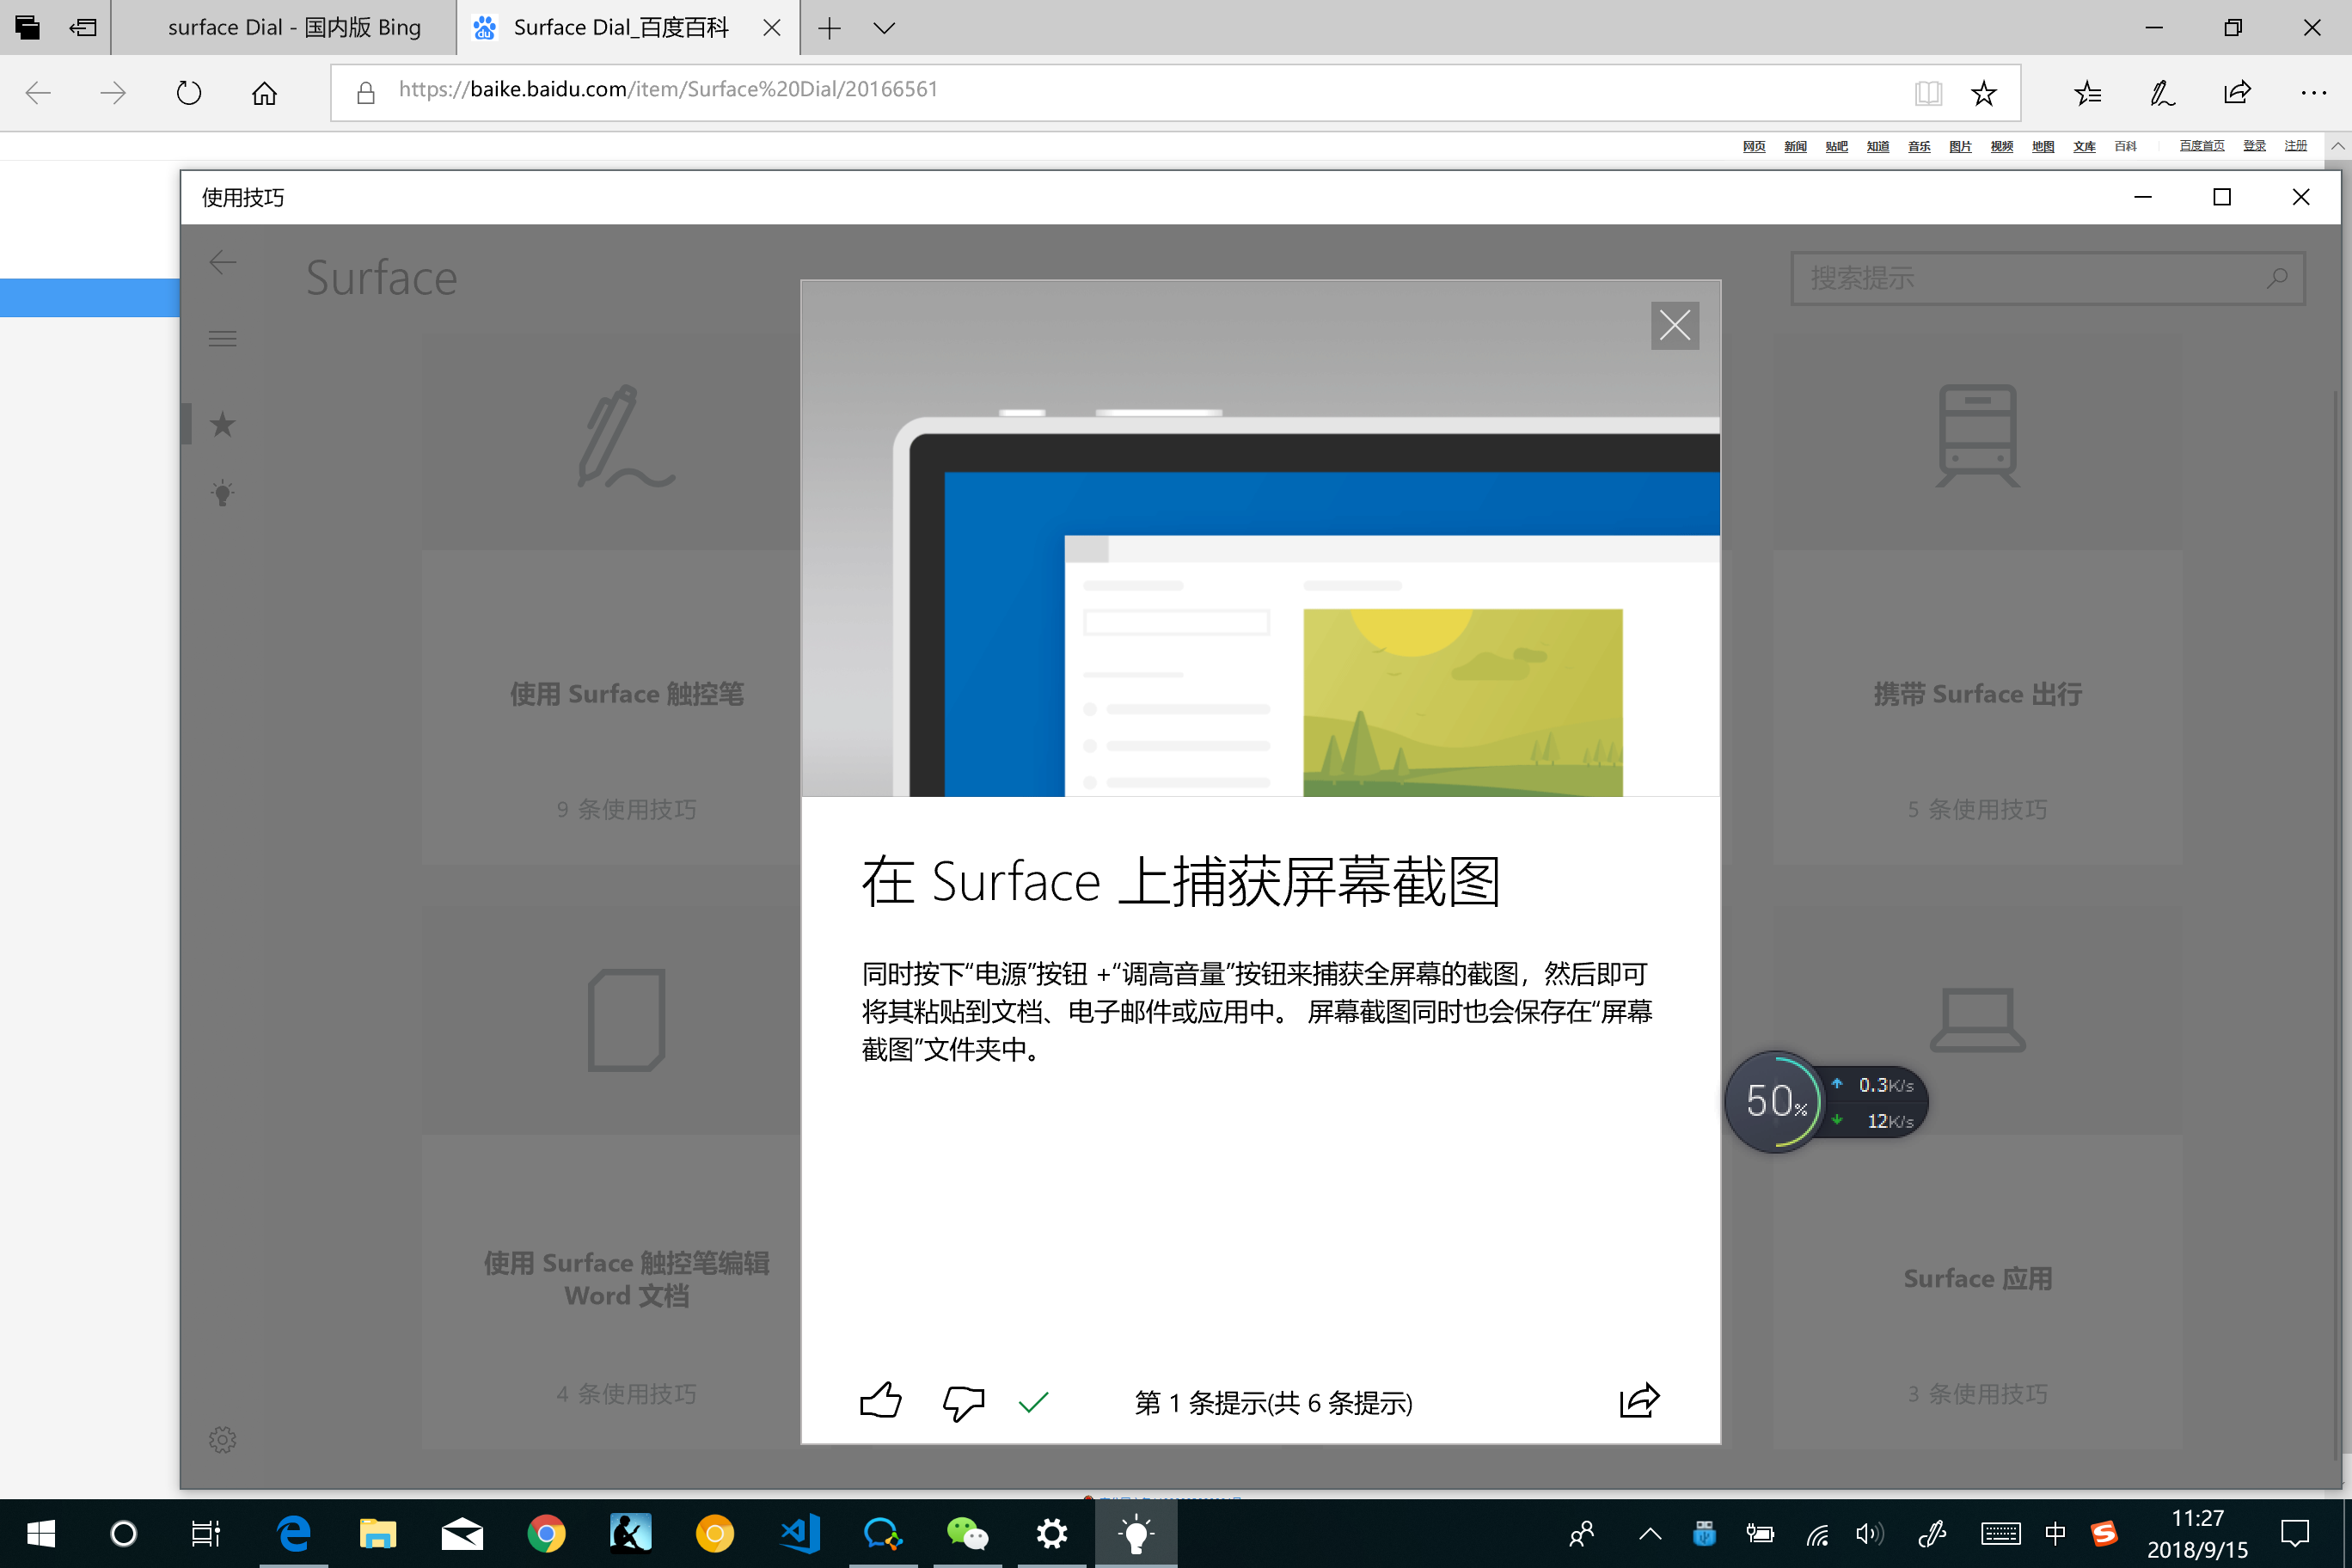 surface Dial - 国内版 Bing
Surface Dial_百度百科
https://baike.baidu.com/item/Surface%20Dial/20166561
网页 新闻 贴吧 知道 音乐 图片 视频 地图 文库 百科 百度首页 登录 注册
使用技巧
Surface
搜索提示
使用 Surface 触控笔
9 条使用技巧
携带 Surface 出行
5 条使用技巧
在 Surface 上捕获屏幕截图
同时按下“电源”按钮 +“调高音量”按钮来捕获全屏幕的截图，然后即可
将其粘贴到文档、电子邮件或应用中。 屏幕截图同时也会保存在“屏幕
截图”文件夹中。
50%
0.3K/s
12K/s
使用 Surface 触控笔编辑
Word 文档
4 条使用技巧
Surface 应用
3 条使用技巧
第 1 条提示(共 6 条提示)
中
11:27
2018/9/15